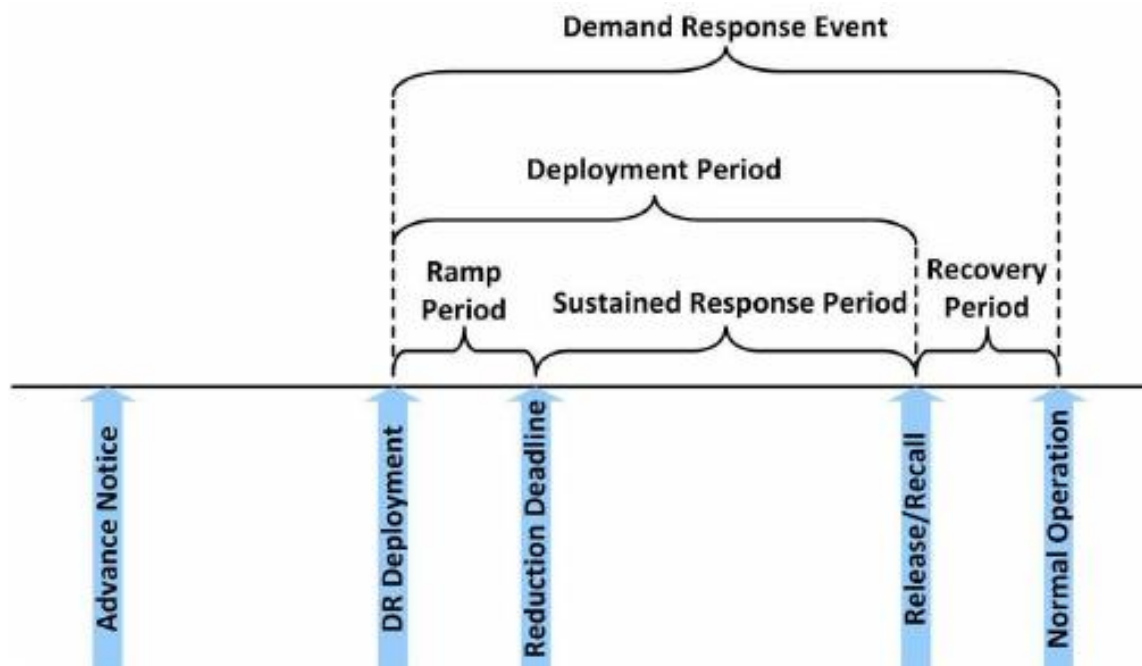 Demand Response Event
Deployment Period
Ramp
Period
Sustained Response Period
Recovery
Period
Advance Notice
DR Deployment
Reduction Deadline
Release/Recall
Normal Operation